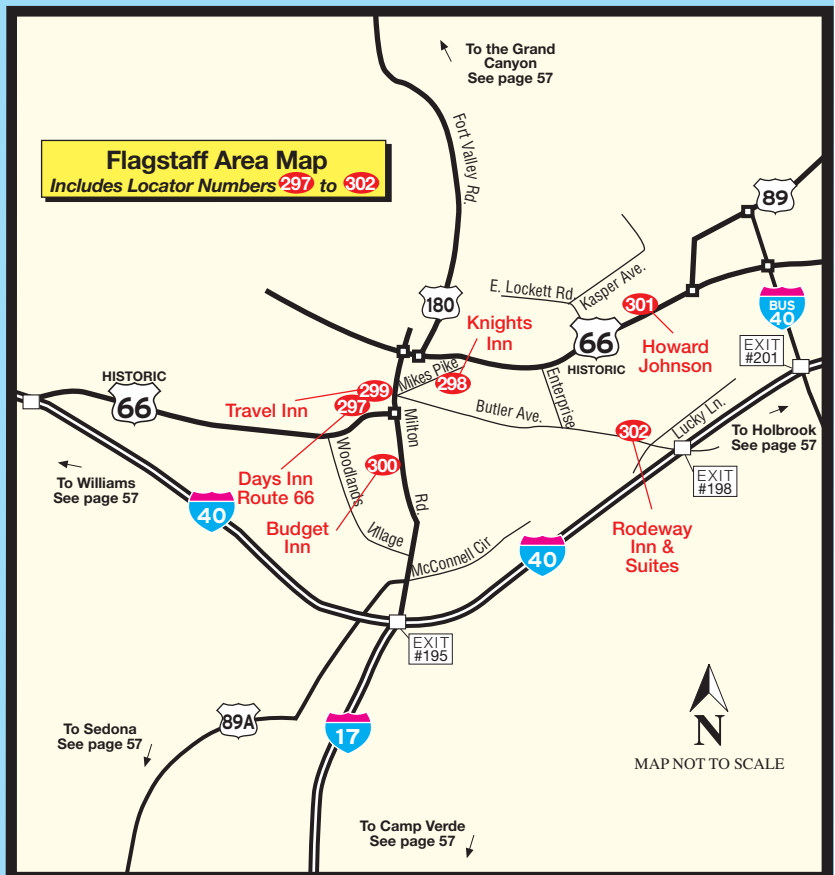 To the Grand
Canyon
See page 57
Flagstaff Area Map
Includes Locator Numbers 297 to 302
Fort Valley Rd.
89
180
E. Lockett Rd.
Kasper Ave.
301
BUS
40
Knights
Inn
66
HISTORIC
Howard
Johnson
EXIT
#201
HISTORIC
66
Mikes Pike
298
299
Travel Inn
297
Enterprise
Butler Ave.
Milton
Rd.
302
Lucky Ln.
To Holbrook
See page 57
Woodlands
Village
300
Days Inn
Route 66
Budget
Inn
To Williams
See page 57
EXIT
#198
40
McConnell Cir
40
Rodeway
Inn &
Suites
EXIT
#195
To Sedona
See page 57
89A
17
N
MAP NOT TO SCALE
To Camp Verde
See page 57